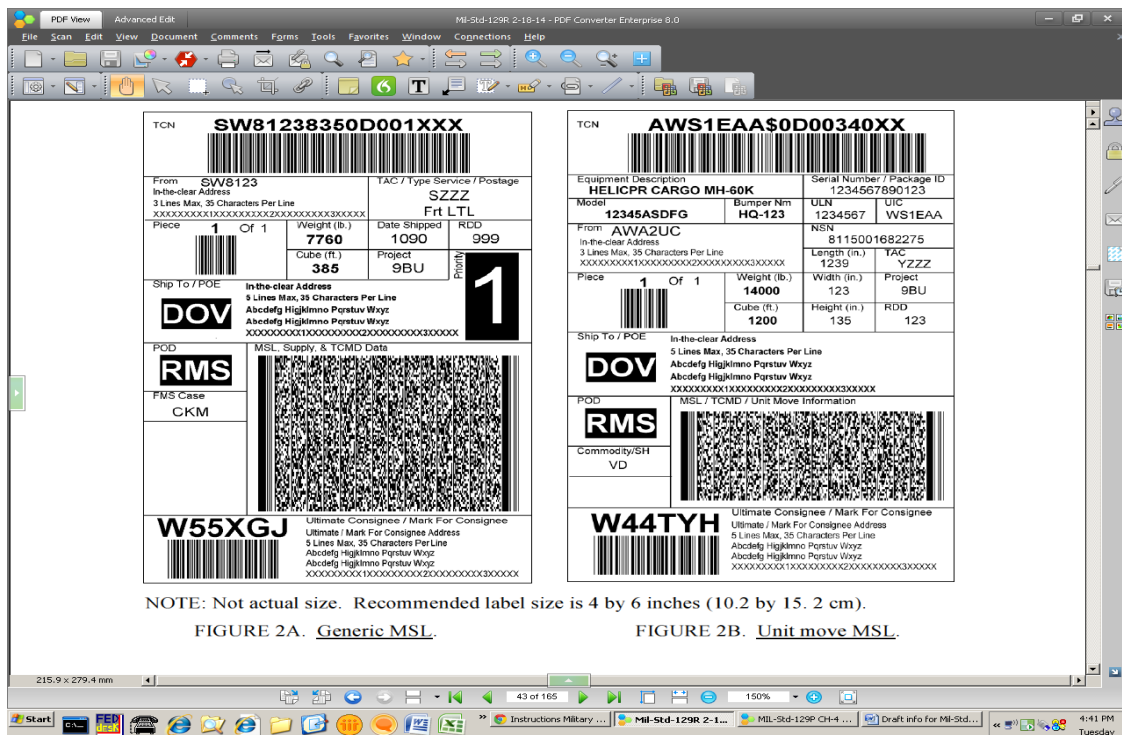 PDF View Advanced Edit Mil-Std-129R 2-18-14 - PDF Converter Enterprise 8.0
File Scan Edit View Document Comments Forms Tools Favorites Window Connections Help
TCN SW81238350D001XXX
From SW8123
In-the-clear Address
3 Lines Max, 35 Characters Per Line
XXXXXXXXX1XXXXXXXXX2XXXXXXXXX3XXXXX
TAC / Type Service / Postage
SZZZ
Frt LTL
Piece 1 Of 1
Weight (lb.)
7760
Date Shipped
1090
RDD
999
Cube (ft.)
385
Project
9BU
Priority
1
Ship To / POE
DOV
In-the-clear Address
5 Lines Max, 35 Characters Per Line
Abcdefg Higjklmno Pqrstuv Wxyz
Abcdefg Higjklmno Pqrstuv Wxyz
XXXXXXXXX1XXXXXXXXX2XXXXXXXXX3XXXXX
POD
RMS
MSL, Supply, & TCMD Data
FMS Case
CKM
W55XGJ
Ultimate Consignee / Mark For Consignee
Ultimate / Mark For Consignee Address
5 Lines Max, 35 Characters Per Line
Abcdefg Higjklmno Pqrstuv Wxyz
Abcdefg Higjklmno Pqrstuv Wxyz
XXXXXXXXX1XXXXXXXXX2XXXXXXXXX3XXXXX
TCN AWS1EAA$0D00340XX
Equipment Description
HELICPR CARGO MH-60K
Serial Number / Package ID
1234567890123
Model
12345ASDFG
Bumper Nm
HQ-123
ULN
1234567
UIC
WS1EAA
From AWA2UC
In-the-clear Address
3 Lines Max, 35 Characters Per Line
XXXXXXXXX1XXXXXXXXX2XXXXXXXXX3XXXXX
NSN
8115001682275
Length (in.)
1239
TAC
YZZZ
Piece 1 Of 1
Weight (lb.)
14000
Width (in.)
123
Project
9BU
Cube (ft.)
1200
Height (in.)
135
RDD
123
Ship To / POE
DOV
In-the-clear Address
5 Lines Max, 35 Characters Per Line
Abcdefg Higjklmno Pqrstuv Wxyz
Abcdefg Higjklmno Pqrstuv Wxyz
XXXXXXXXX1XXXXXXXXX2XXXXXXXXX3XXXXX
POD
RMS
MSL / TCMD / Unit Move Information
Commodity/SH
VD
W44TYH
Ultimate Consignee / Mark For Consignee
Ultimate / Mark For Consignee Address
5 Lines Max, 35 Characters Per Line
Abcdefg Higjklmno Pqrstuv Wxyz
Abcdefg Higjklmno Pqrstuv Wxyz
XXXXXXXXX1XXXXXXXXX2XXXXXXXXX3XXXXX
NOTE: Not actual size. Recommended label size is 4 by 6 inches (10.2 by 15. 2 cm).
FIGURE 2A. Generic MSL. FIGURE 2B. Unit move MSL.
215.9 x 279.4 mm
43 of 165 150%
Start FED Instructions Military ... Mil-Std-129R 2-1... MIL-Std-129P CH-4 ... Draft info for Mil-Std... 4:41 PM
Tuesday